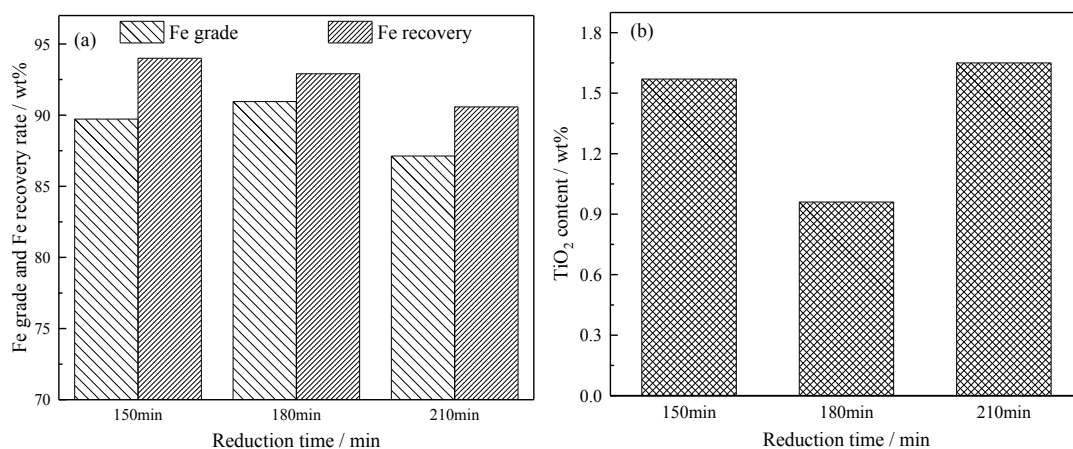 (a)
Fe grade
Fe recovery
Fe grade and Fe recovery rate / wt%
95
90
85
80
75
70
150min
180min
210min
Reduction time / min
(b)
TiO2 content / wt%
1.8
1.5
1.2
0.9
0.6
0.3
0.0
150min
180min
210min
Reduction time / min